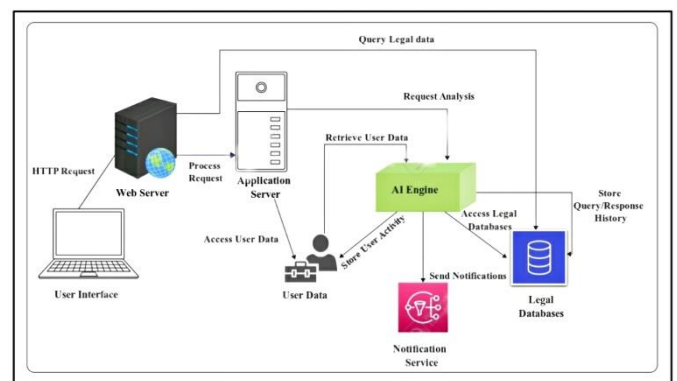 Query Legal data
Request Analysis
Retrieve User Data
HTTP Request
Process
Request
Web Server
Application
Server
AI Engine
Store
Query/Response
History
Access Legal
Databases
Access User Data
Store User Activity
Send Notifications
User Interface
User Data
Legal
Databases
Notification
Service